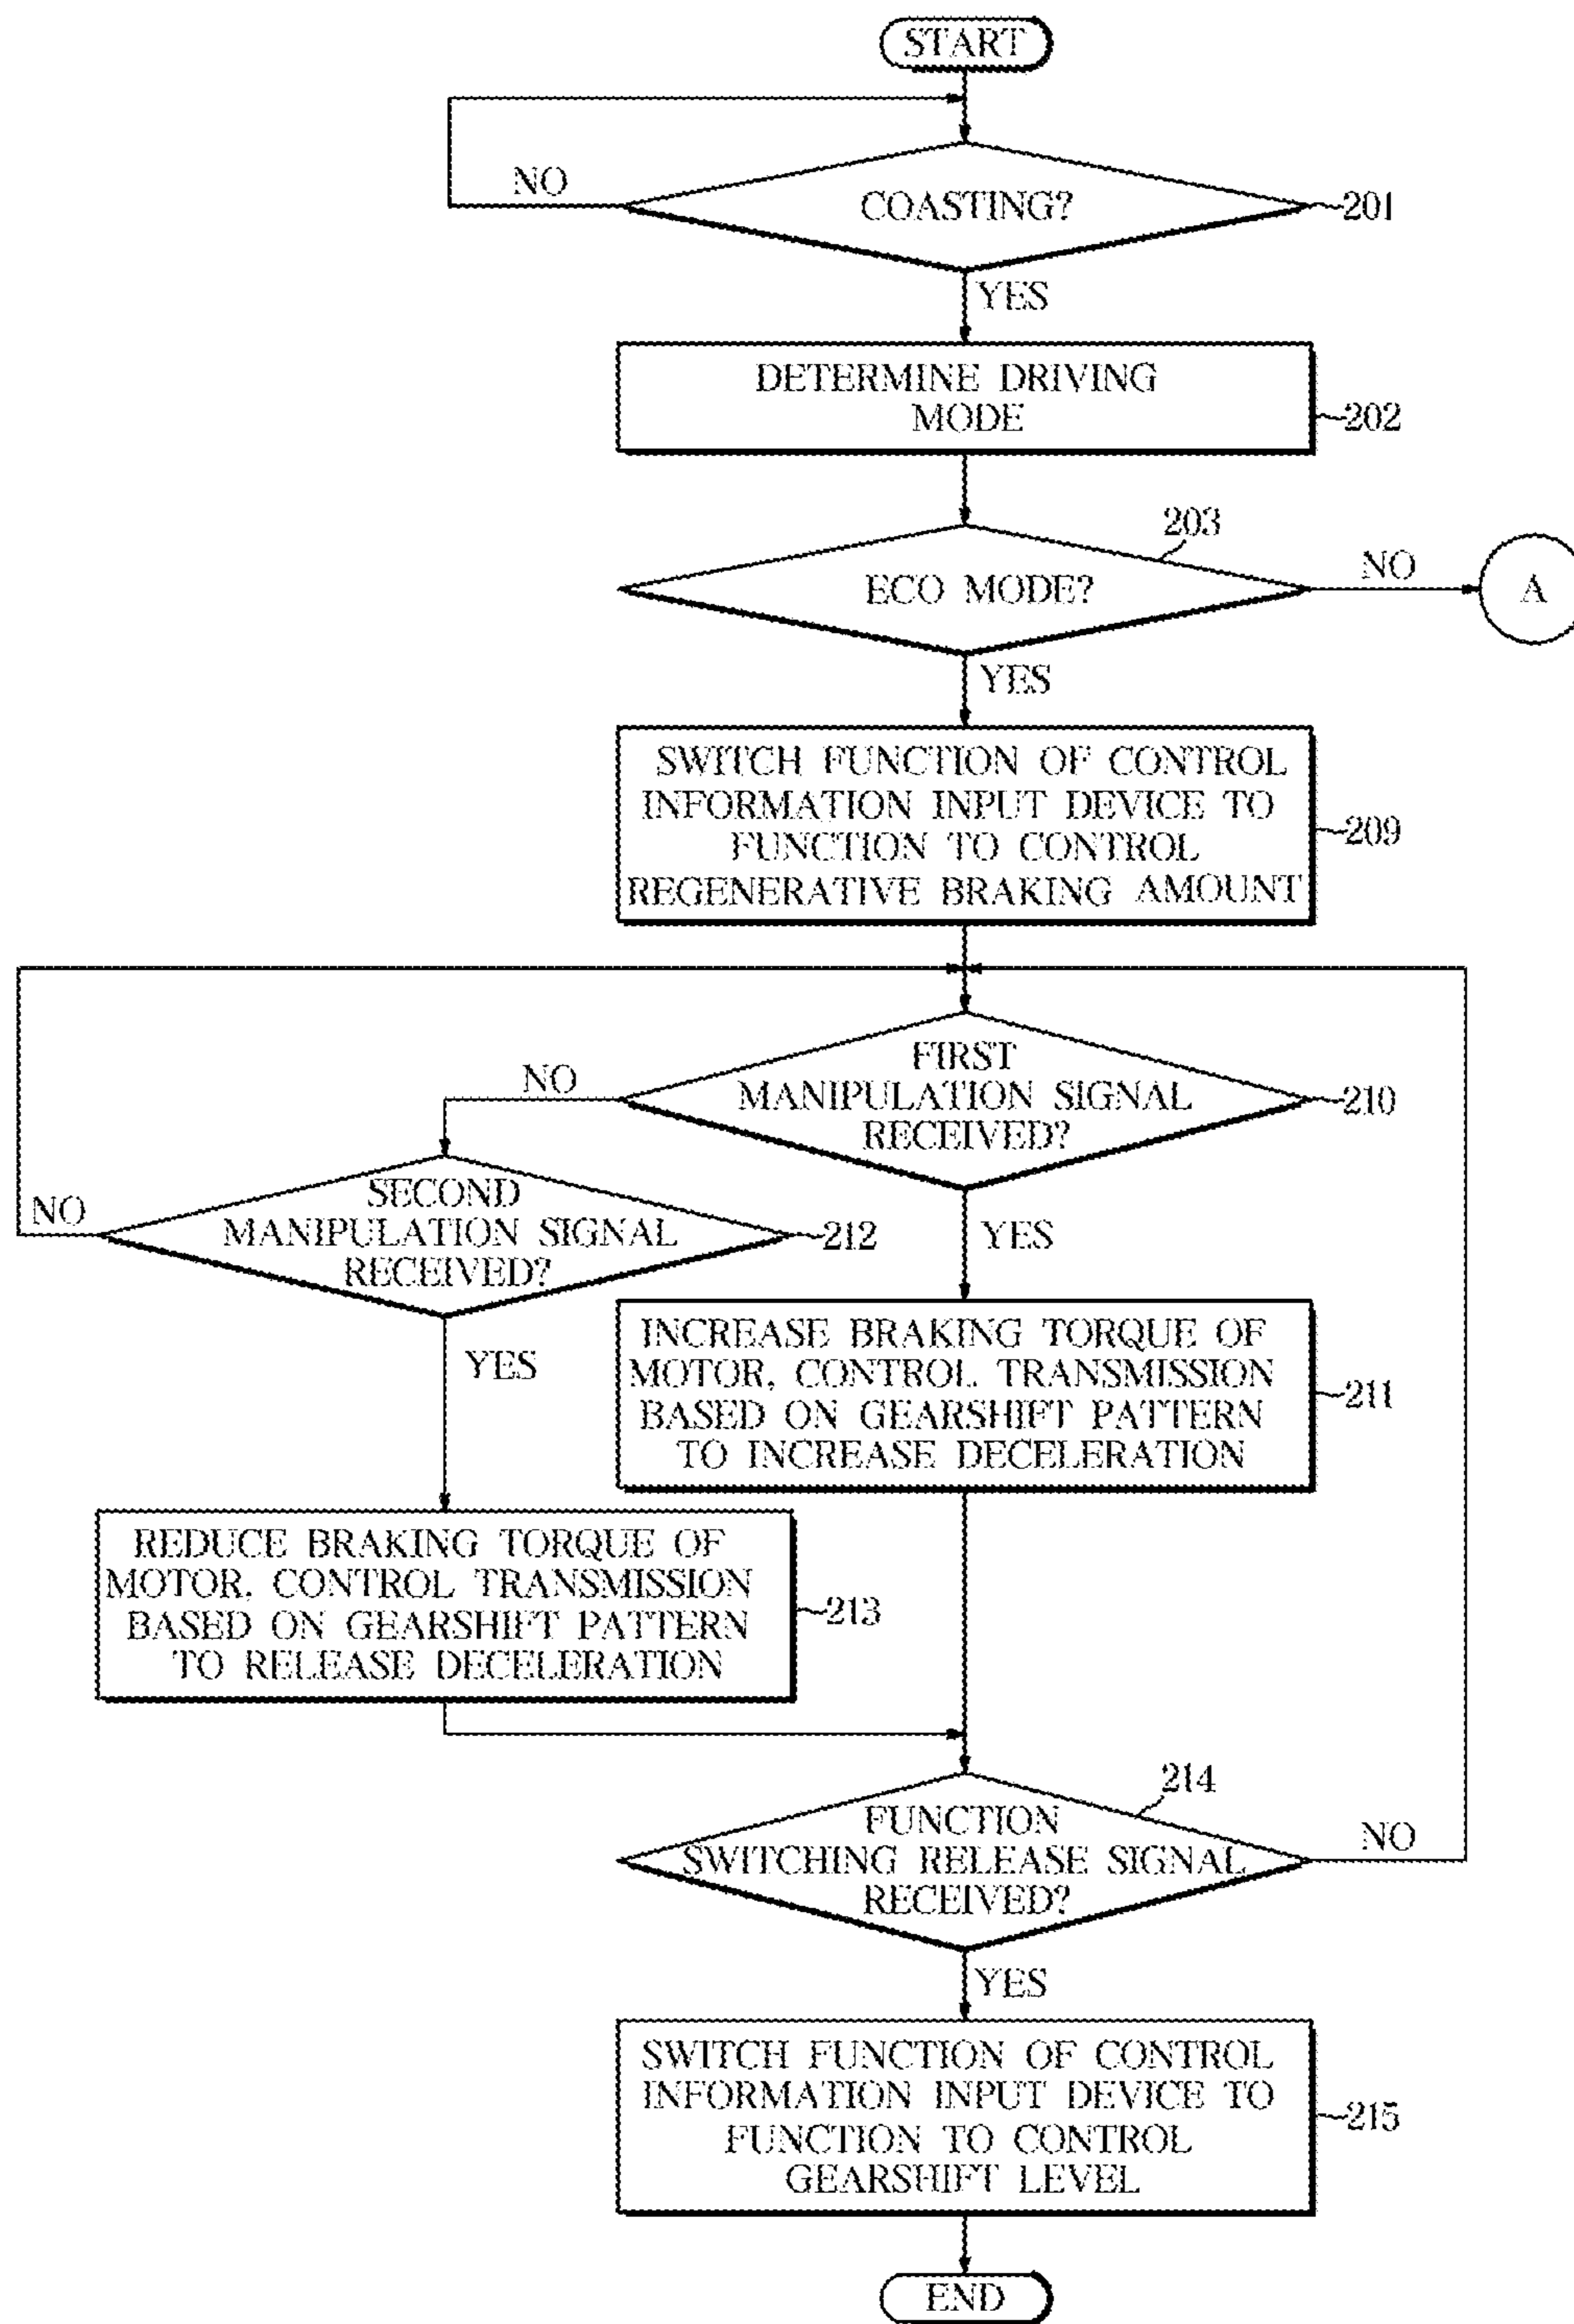 START
NO
COASTING?
201
YES
DETERMINE DRIVING
MODE
202
203
ECO MODE?
NO
A
YES
SWITCH FUNCTION OF CONTROL
INFORMATION INPUT DEVICE TO
FUNCTION TO CONTROL
REGENERATIVE BRAKING AMOUNT
209
FIRST
MANIPULATION SIGNAL
RECEIVED?
210
NO
SECOND
MANIPULATION SIGNAL
RECEIVED?
212
NO
YES
YES
INCREASE BRAKING TORQUE OF
MOTOR, CONTROL TRANSMISSION
BASED ON GEARSHIFT PATTERN
TO INCREASE DECELERATION
211
REDUCE BRAKING TORQUE OF
MOTOR, CONTROL TRANSMISSION
BASED ON GEARSHIFT PATTERN
TO RELEASE DECELERATION
213
214
FUNCTION
SWITCHING RELEASE SIGNAL
RECEIVED?
NO
YES
SWITCH FUNCTION OF CONTROL
INFORMATION INPUT DEVICE TO
FUNCTION TO CONTROL
GEARSHIFT LEVEL
215
END